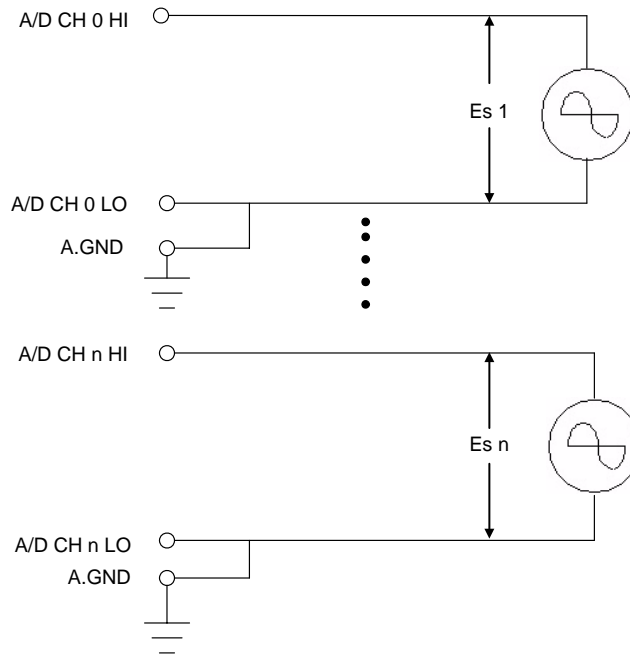 A/D CH 0 HI
Es 1
A/D CH 0 LO
A.GND
A/D CH n HI
Es n
A/D CH n LO
A.GND